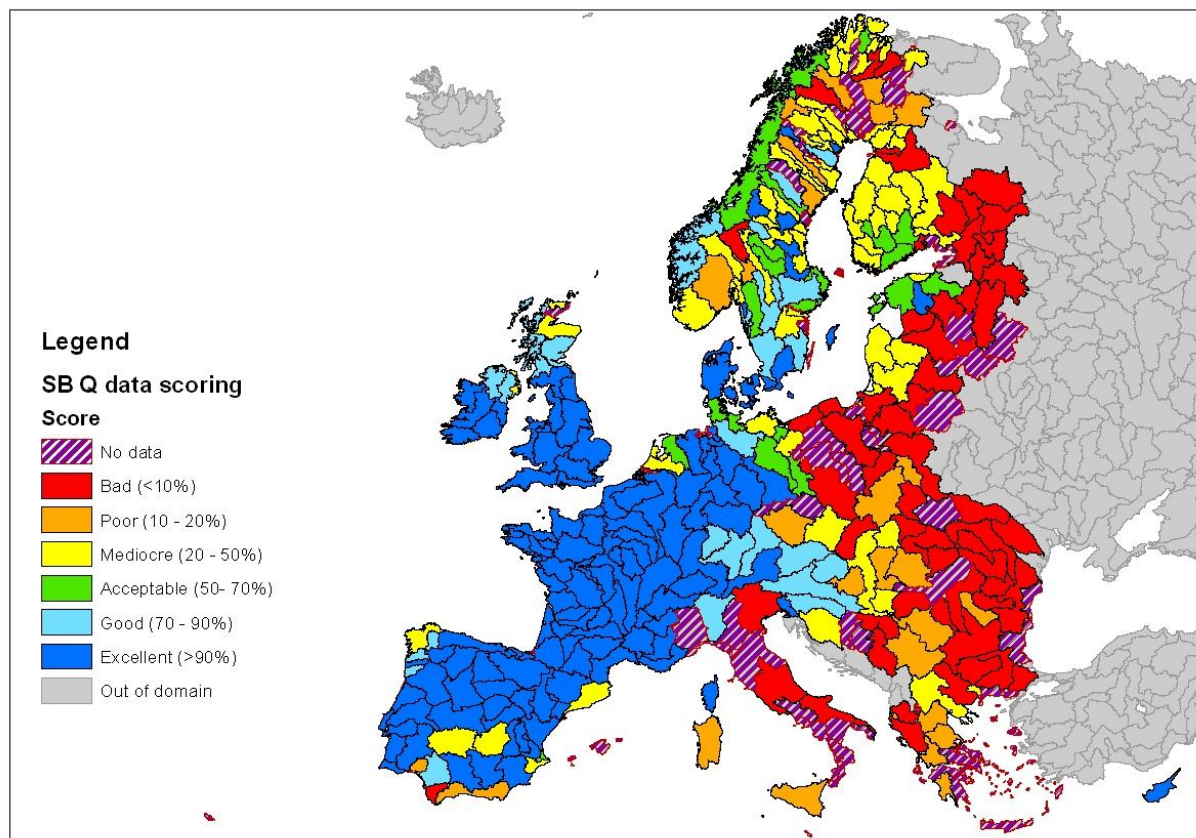 Legend
SB Q data scoring
Score
No data
Bad (<10%)
Poor (10 - 20%)
Mediocre (20 - 50%)
Acceptable (50- 70%)
Good (70 - 90%)
Excellent (>90%)
Out of domain